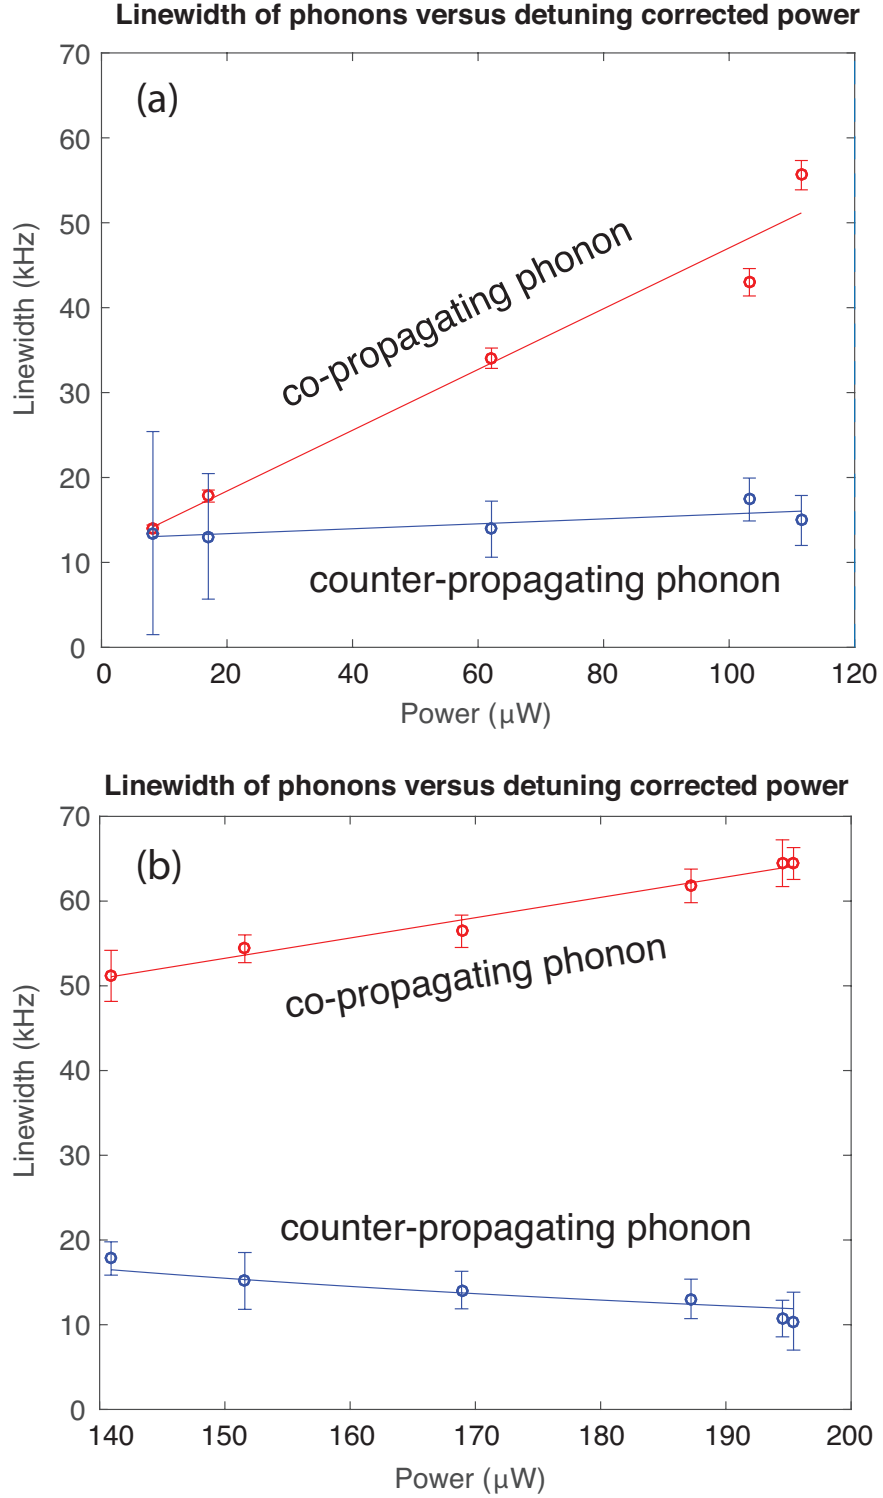 Linewidth of phonons versus detuning corrected power
(a)
70
60
50
40
30
20
10
0
Linewidth (kHz)
co-propagating phonon
counter-propagating phonon
0 20 40 60 80 100 120
Power (μW)
Linewidth of phonons versus detuning corrected power
(b)
70
60
50
40
30
20
10
0
Linewidth (kHz)
co-propagating phonon
counter-propagating phonon
140 150 160 170 180 190 200
Power (μW)